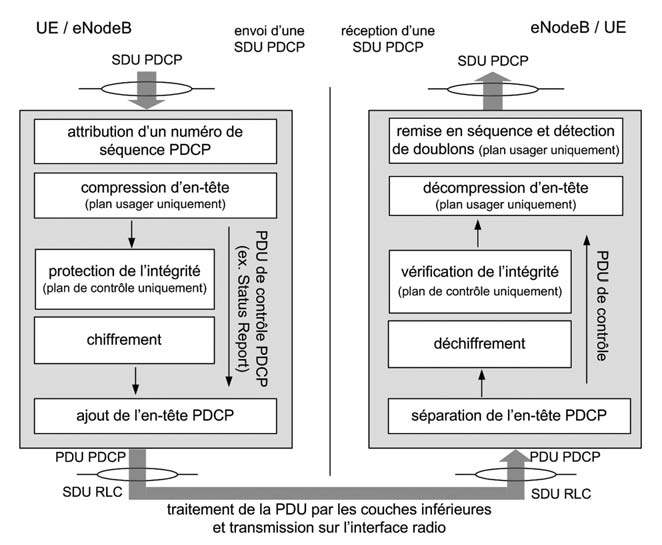 UE / eNodeB
envoi d'une
SDU PDCP
réception d'une
SDU PDCP
eNodeB / UE
SDU PDCP
SDU PDCP
attribution d'un numéro de
séquence PDCP
compression d'en-tête
(plan usager uniquement)
protection de l'intégrité
(plan de contrôle uniquement)
chiffrement
ajout de l'en-tête PDCP
PDU de contrôle PDCP
(ex. Status Report)
remise en séquence et détection
de doublons (plan usager uniquement)
décompression d'en-tête
(plan usager uniquement)
vérification de l'intégrité
(plan de contrôle uniquement)
déchiffrement
séparation de l'en-tête PDCP
PDU de contrôle
PDU PDCP
SDU RLC
PDU PDCP
SDU RLC
traitement de la PDU par les couches inférieures
et transmission sur l'interface radio